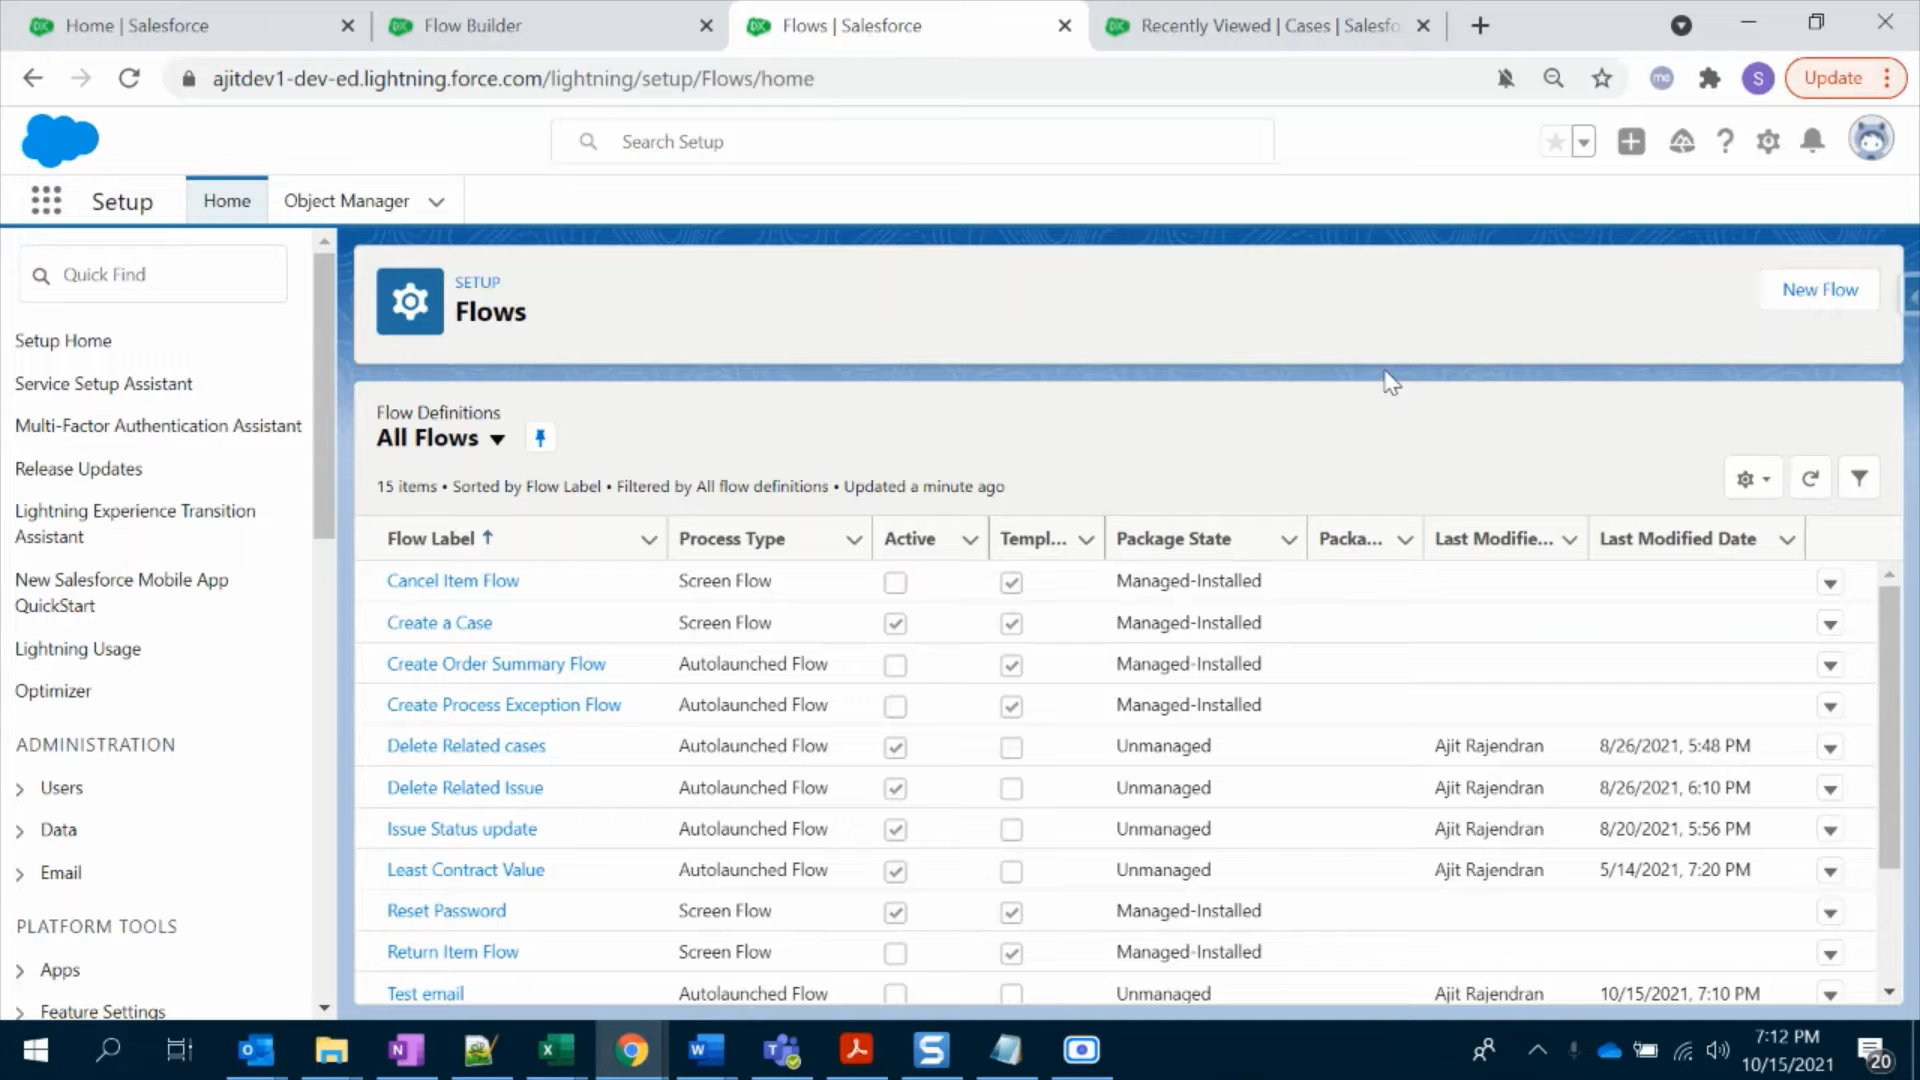 Home | Salesforce
Flow Builder
Flows | Salesforce
Recently Viewed | Cases | Salesfo
ajitdev1-dev-ed.lightning.force.com/lightning/setup/Flows/home
me
S
Update
Search Setup
Setup
Home
Object Manager
Quick Find
Setup Home
Service Setup Assistant
Multi-Factor Authentication Assistant
Release Updates
Lightning Experience Transition
Assistant
New Salesforce Mobile App
QuickStart
Lightning Usage
Optimizer
ADMINISTRATION
Users
Data
Email
PLATFORM TOOLS
Apps
Feature Settings
SETUP
Flows
New Flow
Flow Definitions
All Flows
15 items • Sorted by Flow Label • Filtered by All flow definitions • Updated a minute ago
Flow Label Process Type Active Templ... Package State Packa... Last Modifie... Last Modified Date
Cancel Item Flow Screen Flow Managed-Installed
Create a Case Screen Flow Managed-Installed
Create Order Summary Flow Autolaunched Flow Managed-Installed
Create Process Exception Flow Autolaunched Flow Managed-Installed
Delete Related cases Autolaunched Flow Unmanaged Ajit Rajendran 8/26/2021, 5:48 PM
Delete Related Issue Autolaunched Flow Unmanaged Ajit Rajendran 8/26/2021, 6:10 PM
Issue Status update Autolaunched Flow Unmanaged Ajit Rajendran 8/20/2021, 5:56 PM
Least Contract Value Autolaunched Flow Unmanaged Ajit Rajendran 5/14/2021, 7:20 PM
Reset Password Screen Flow Managed-Installed
Return Item Flow Screen Flow Managed-Installed
Test email Autolaunched Flow Unmanaged Ajit Rajendran 10/15/2021, 7:10 PM
7:12 PM
10/15/2021
20